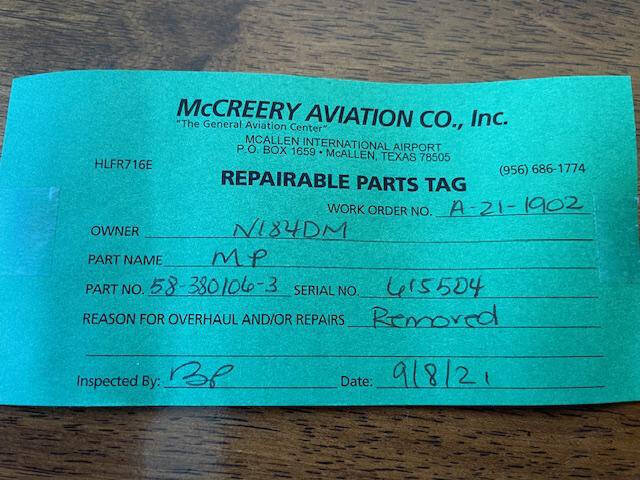 McCREERY AVIATION CO., Inc.
"The General Aviation Center"
MCALLEN INTERNATIONAL AIRPORT
P.O. BOX 1659 • McALLEN, TEXAS 78505
HLFR716E
(956) 686-1774
REPAIRABLE PARTS TAG
WORK ORDER NO. A-21-1902
OWNER N184DM
PART NAME MP
PART NO. 58-380106-3 SERIAL NO. 615504
REASON FOR OVERHAUL AND/OR REPAIRS Removed
Inspected By: BP Date: 9/8/21